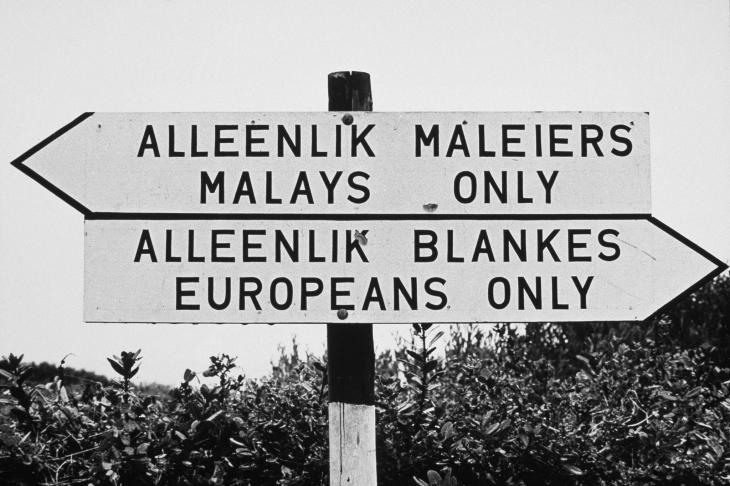 ALLEENLIK MALEIERS
MALAYS ONLY
ALLEENLIK BLANKES
EUROPEANS ONLY